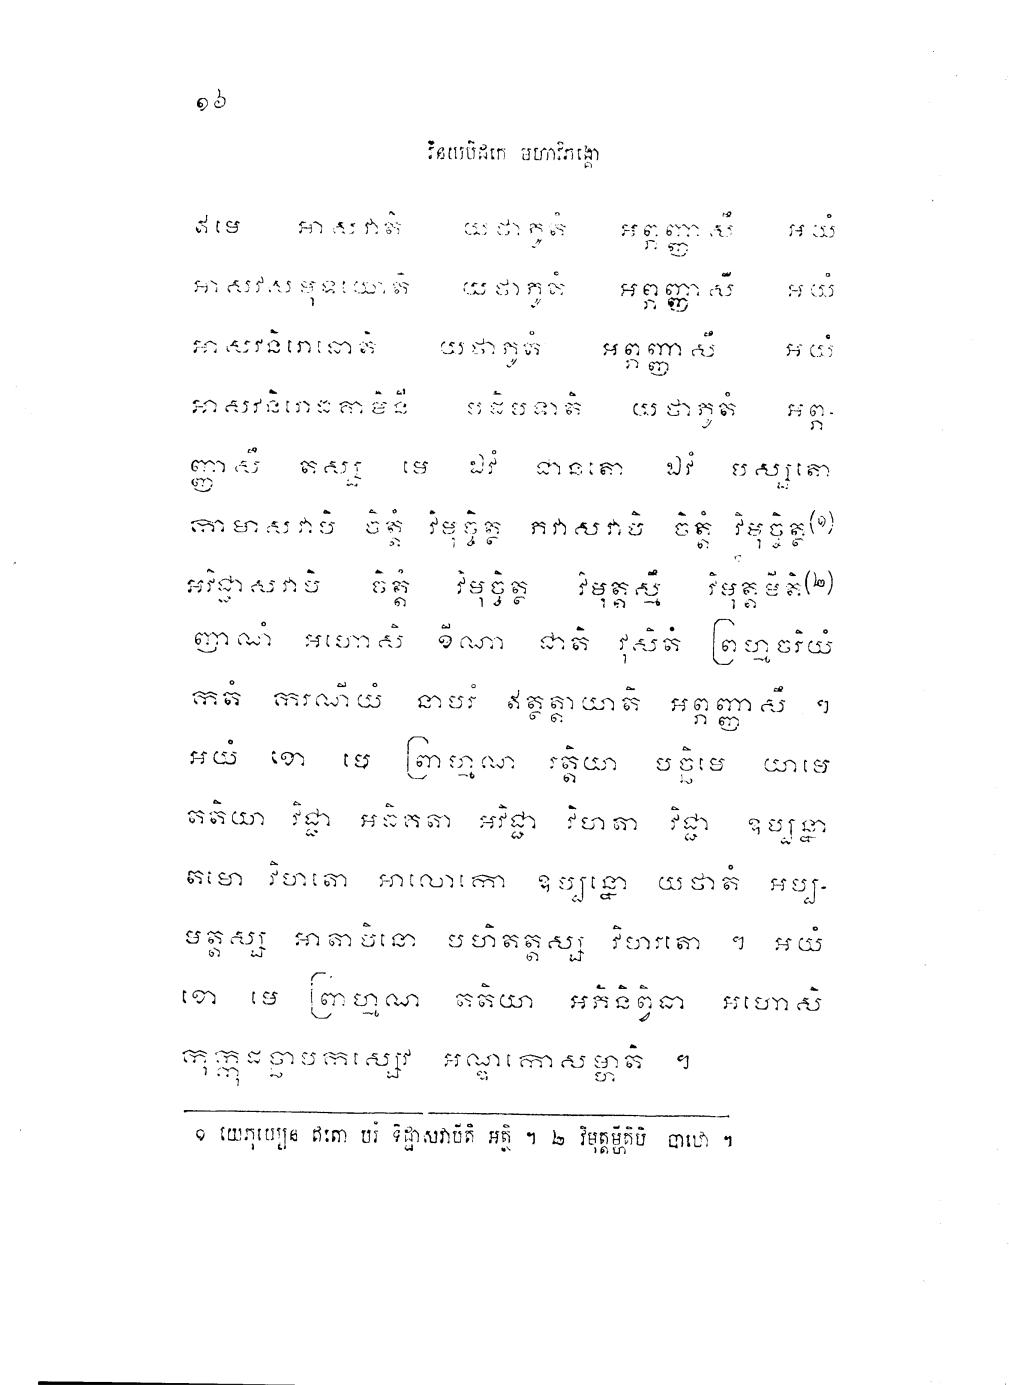 ១៦
វិនយបិដកេ មហាវិភង្គោ
ឥមេ អាសវាតិ យថាភូតំ អព្ភញ្ញាសឹ អយំ
អាសវសមុទយោតិ យថាភូតំ អព្ភញ្ញាសឹ អយំ
អាសវនិរោធោតិ យថាភូតំ អព្ភញ្ញាសឹ អយំ
អាសវនិរោធគាមិនី បដិបទាតិ យថាភូតំ អព្ភ-
ញ្ញាសឹ តស្ស មេ ឯវំ ជានតោ ឯវំ បស្សតោ
កាមាសវាបិ ចិត្តំ វិមុច្ចិត្ថ ភវាសវាបិ ចិត្តំ វិមុច្ចិត្ថ(១)
អវិជ្ជាសវាបិ ចិត្តំ វិមុច្ចិត្ថ វិមុត្តស្មឹ វិមុត្តមីតិ(២)
ញាណំ អហោសិ ខីណា ជាតិ វុសិតំ ព្រហ្មចរិយំ
កតំ ករណីយំ នាបរំ ឥត្ថត្តាយាតិ អព្ភញ្ញាសឹ ។
អយំ ខោ មេ ព្រាហ្មណ រត្តិយា បច្ឆិមេ យាមេ
តតិយា វិជ្ជា អធិគតា អវិជ្ជា វិហតា វិជ្ជា ឧប្បន្នា
តមោ វិហតោ អាលោកោ ឧប្បន្នោ យថាតំ អប្ប-
មត្តស្ស អាតាបិនោ បហិតត្តស្ស វិហរតោ ។ អយំ
ខោ មេ ព្រាហ្មណ តតិយា អភិនិព្វិទា អហោសិ
កុក្កុដច្ឆាបកស្សេវ អណ្ឌកោសម្ហាតិ ។
១ យេភុយ្យេន ឥតោ បរំ ទិដ្ឋាសវាបីតិ អត្ថិ ។ ២ វិមុត្តម្ហីតិបិ បាឋោ ។